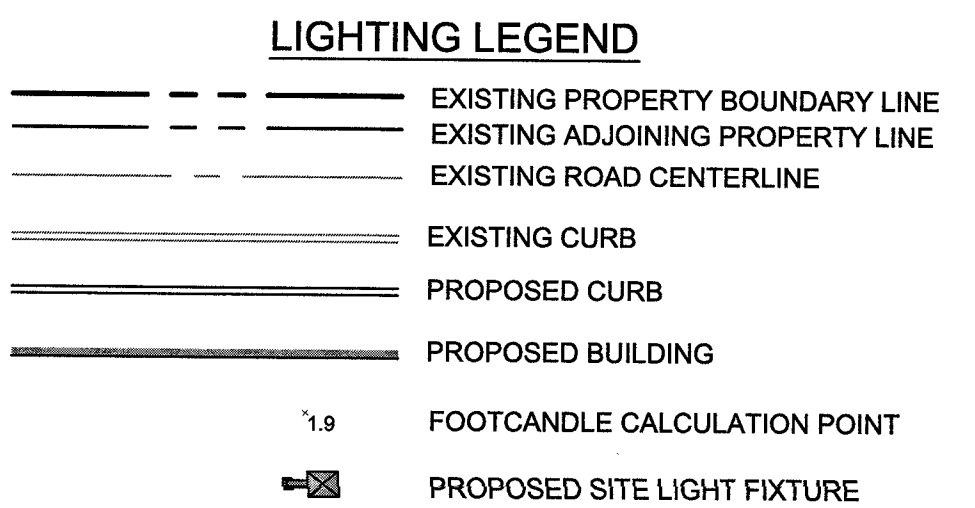 LIGHTING LEGEND
EXISTING PROPERTY BOUNDARY LINE
EXISTING ADJOINING PROPERTY LINE
EXISTING ROAD CENTERLINE
EXISTING CURB
PROPOSED CURB
PROPOSED BUILDING
×1.9 FOOTCANDLE CALCULATION POINT
PROPOSED SITE LIGHT FIXTURE